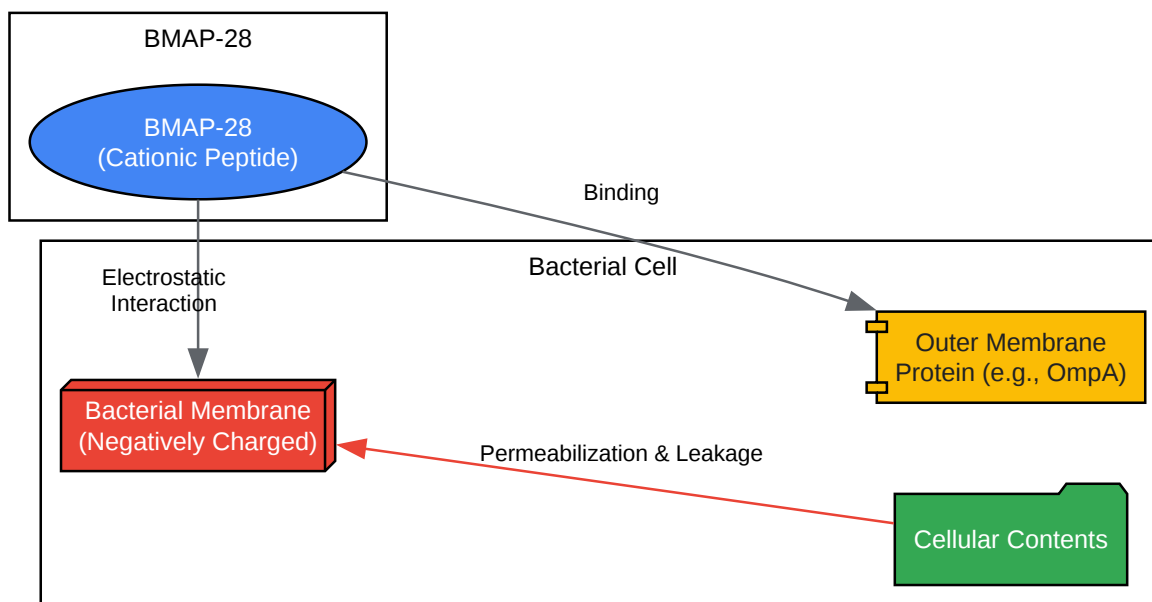 BMAP-28
BMAP-28
(Cationic Peptide)
Binding
Electrostatic
Interaction
Bacterial Cell
Outer Membrane
Protein (e.g., OmpA)
Bacterial Membrane
(Negatively Charged)
Permeabilization & Leakage
Cellular Contents